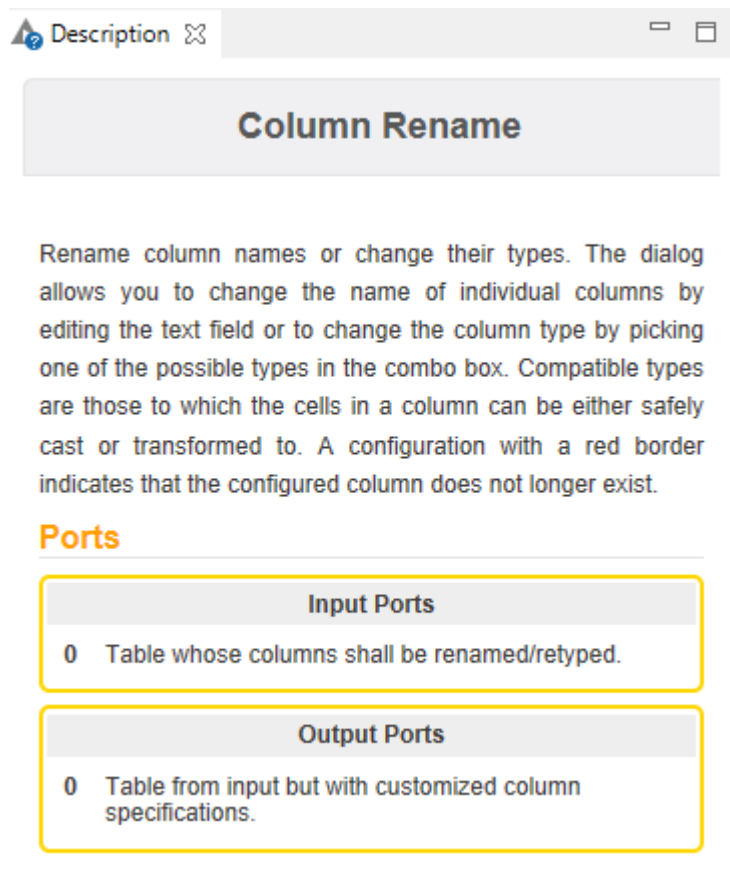 Description
Column Rename
Rename column names or change their types. The dialog
allows you to change the name of individual columns by
editing the text field or to change the column type by picking
one of the possible types in the combo box. Compatible types
are those to which the cells in a column can be either safely
cast or transformed to. A configuration with a red border
indicates that the configured column does not longer exist.
Ports
Input Ports
0 Table whose columns shall be renamed/retyped.
Output Ports
0 Table from input but with customized column
specifications.